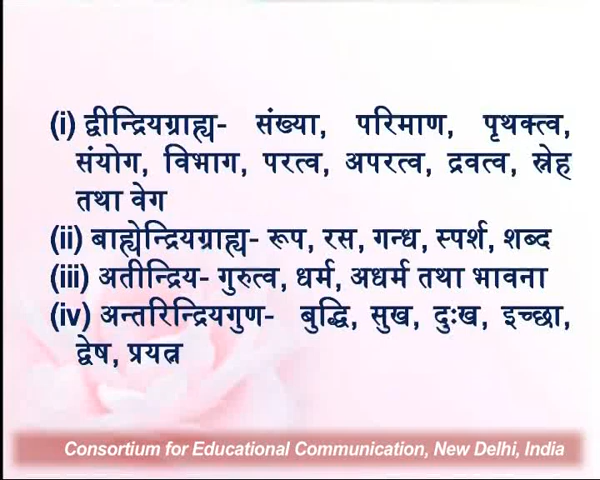 (i) द्वीन्द्रियग्राह्य- संख्या, परिमाण, पृथक्त्व,
संयोग, विभाग, परत्व, अपरत्व, द्रवत्व, स्नेह
तथा वेग
(ii) बाह्येन्द्रियग्राह्य- रूप, रस, गन्ध, स्पर्श, शब्द
(iii) अतीन्द्रिय- गुरुत्व, धर्म, अधर्म तथा भावना
(iv) अन्तरिन्द्रियगुण- बुद्धि, सुख, दुःख, इच्छा,
द्वेष, प्रयत्न
Consortium for Educational Communication, New Delhi, India